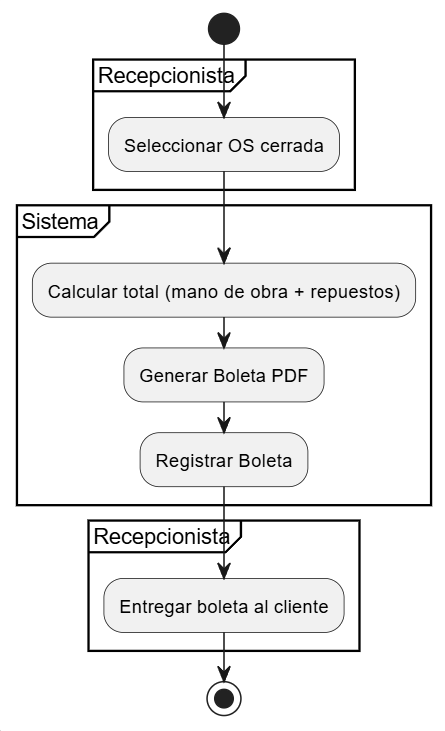 Recepcionista
Seleccionar OS cerrada
Sistema
Calcular total (mano de obra + repuestos)
Generar Boleta PDF
Registrar Boleta
Recepcionista
Entregar boleta al cliente